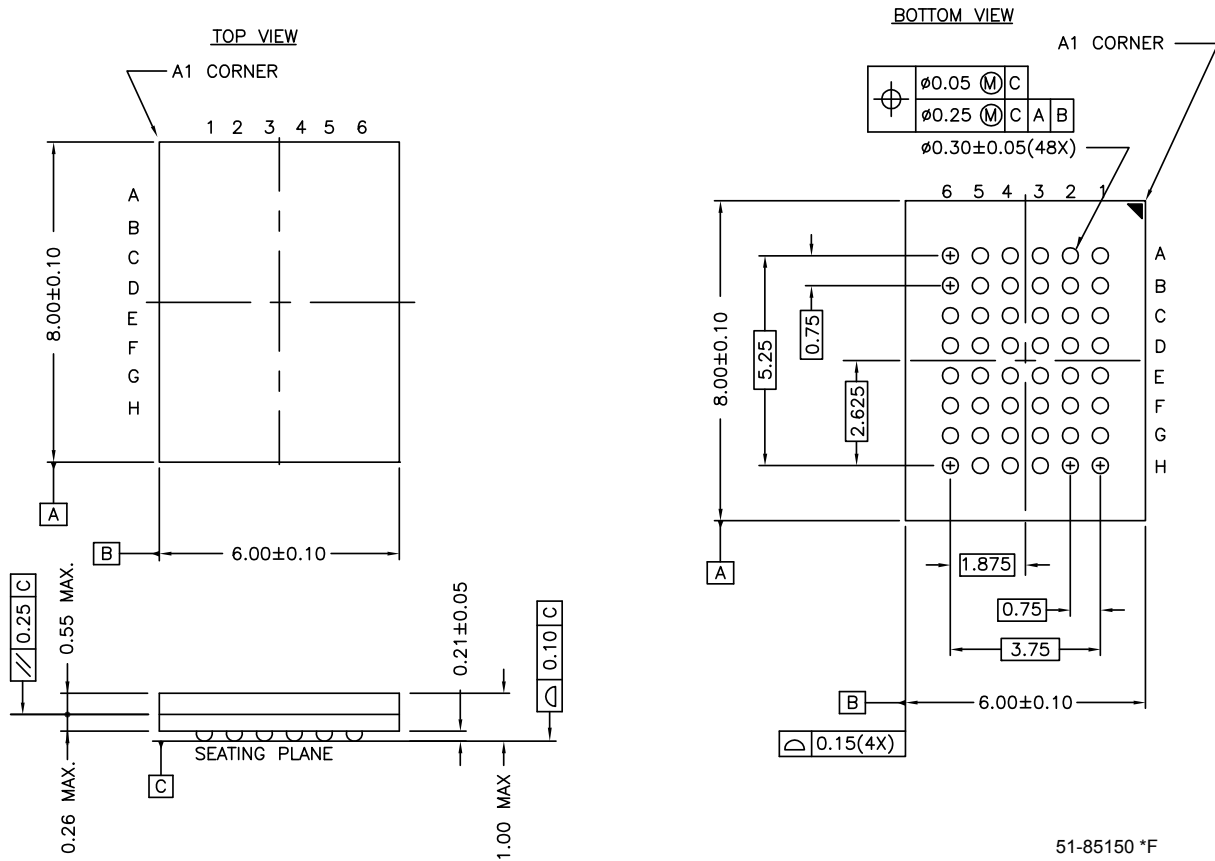 TOP VIEW
A1 CORNER
1 2 3 4 5 6
A
B
C
D
E
F
G
H
8.00±0.10
A
B
6.00±0.10
// 0.25 C
0.55 MAX.
0.26 MAX.
0.21±0.05
0.10 C
1.00 MAX
SEATING PLANE
C
BOTTOM VIEW
A1 CORNER
ø0.05 Ⓜ C
ø0.25 Ⓜ C A B
ø0.30±0.05(48X)
6 5 4 3 2 1
A
B
C
D
E
F
G
H
8.00±0.10
5.25
0.75
2.625
A
1.875
0.75
3.75
B
6.00±0.10
0.15(4X)
51-85150 *F